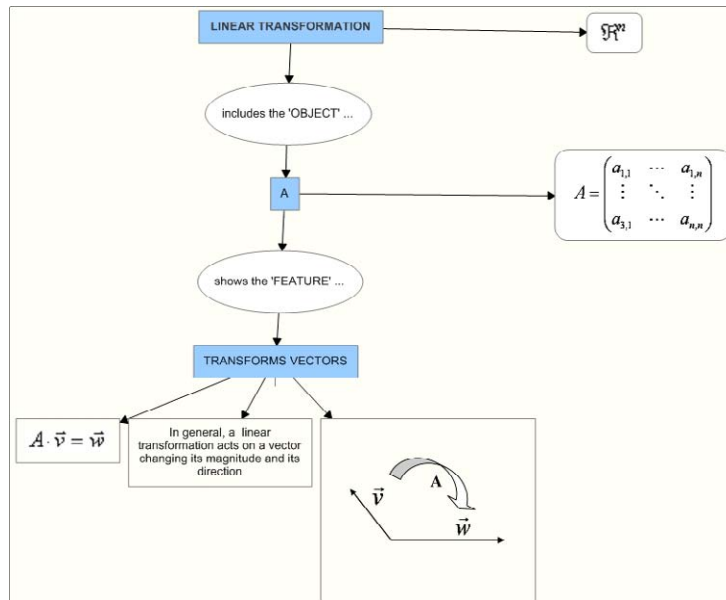 LINEAR TRANSFORMATION
ℜⁿ
includes the 'OBJECT' ...
A
A = ( a1,1 ⋯ a1,n
⋮ ⋱ ⋮
a3,1 ⋯ an,n )
shows the 'FEATURE' ...
TRANSFORMS VECTORS
A · v⃗ = w⃗
In general, a linear
transformation acts on a vector
changing its magnitude and its
direction
A
v⃗
w⃗